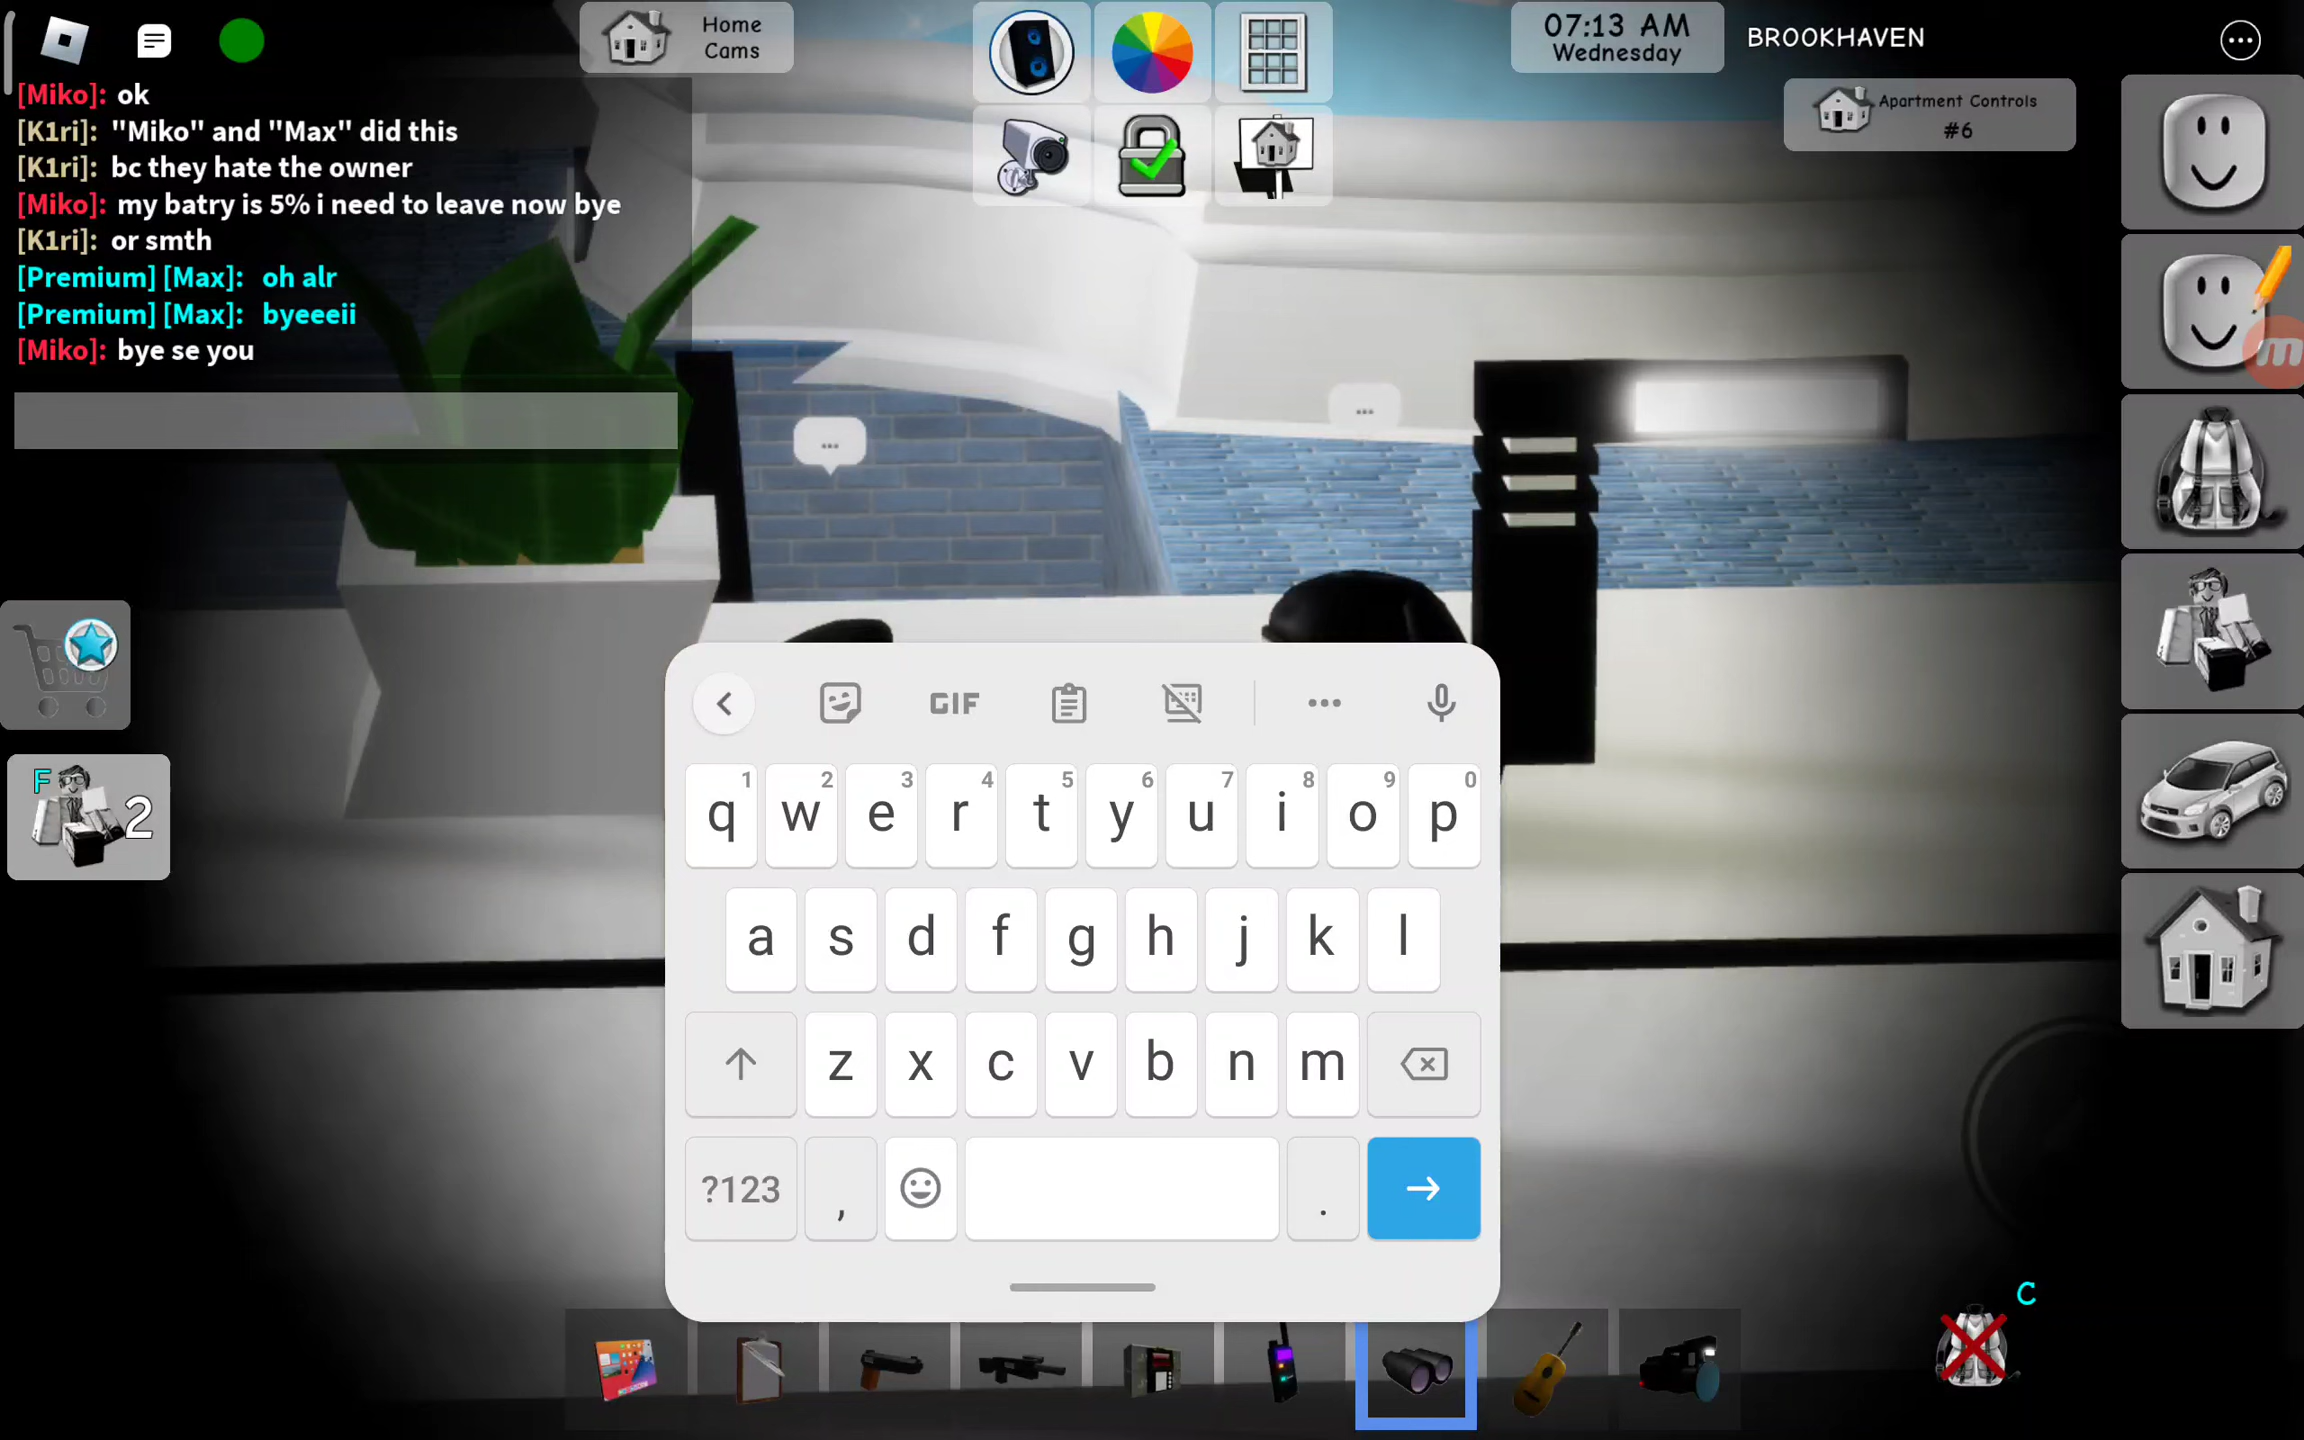 Home
Cams
07:13 AM
Wednesday
BROOKHAVEN
Apartment Controls
#6
[Miko]: ok
[K1ri]: "Miko" and "Max" did this
[K1ri]: bc they hate the owner
[Miko]: my batry is 5% i need to leave now bye
[K1ri]: or smth
[Premium] [Max]: oh alr
[Premium] [Max]: byeeeii
[Miko]: bye se you
...
...
F
2
GIF
1 2 3 4 5 6 7 8 9 0
q w e r t y u i o p
a s d f g h j k l
z x c v b n m
?123 , .
C
m